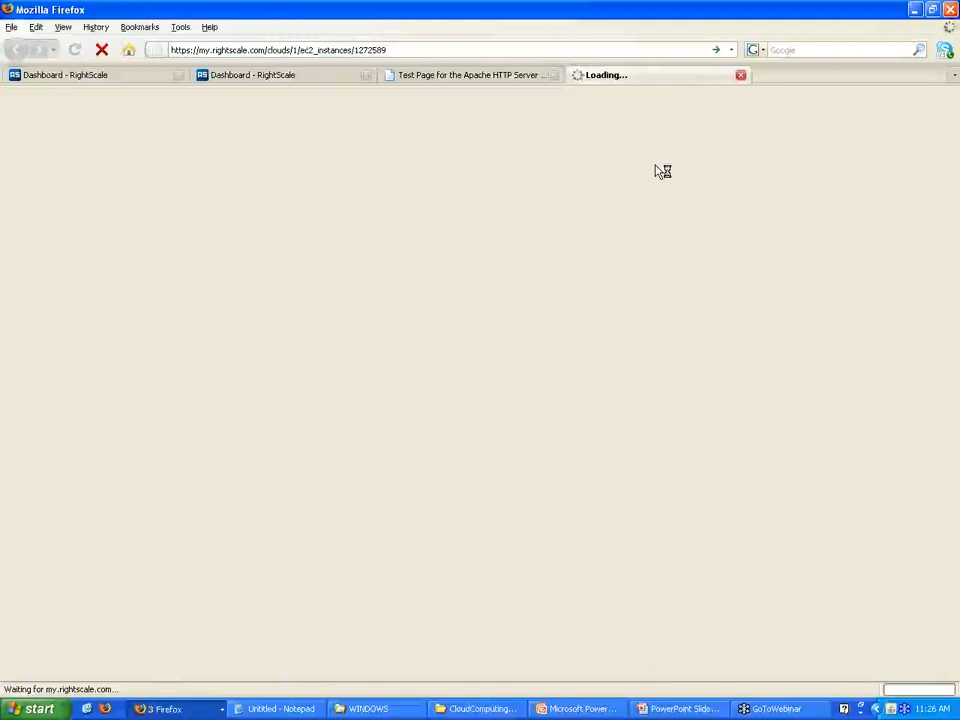 Mozilla Firefox
File Edit View History Bookmarks Tools Help
https://my.rightscale.com/clouds/1/ec2_instances/1272589
Google
Dashboard - RightScale
Dashboard - RightScale
Test Page for the Apache HTTP Server ...
Loading...
Waiting for my.rightscale.com...
start
3 Firefox
Untitled - Notepad
WINDOWS
CloudComputing...
Microsoft Power...
PowerPoint Slide...
GoToWebinar
11:26 AM